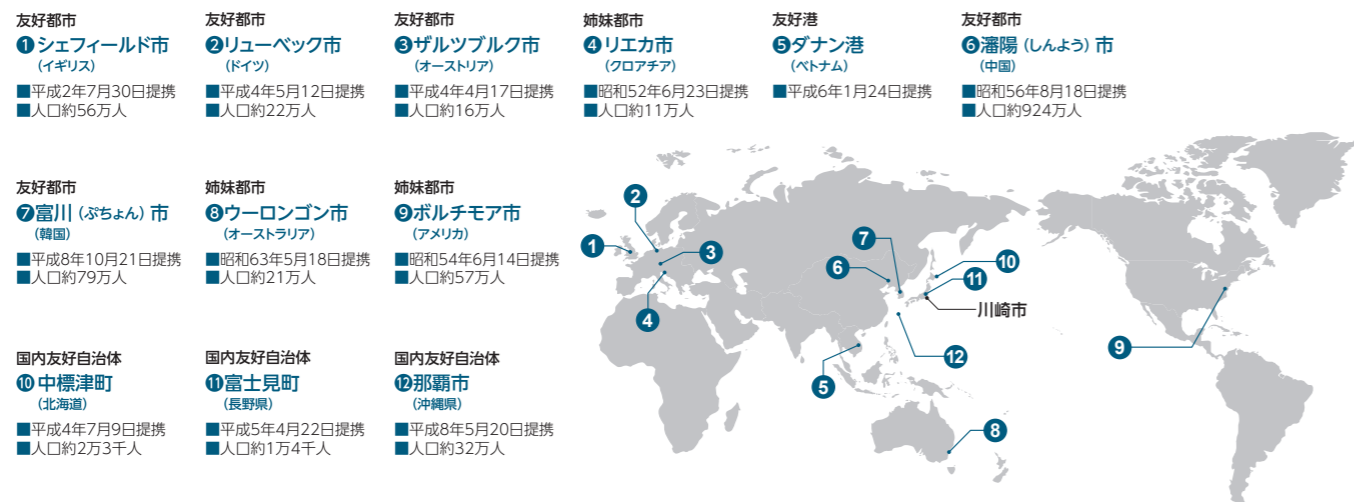 友好都市
❶シェフィールド市
（イギリス）
■平成2年7月30日提携
■人口約56万人
友好都市
❷リューベック市
（ドイツ）
■平成4年5月12日提携
■人口約22万人
友好都市
❸ザルツブルク市
（オーストリア）
■平成4年4月17日提携
■人口約16万人
姉妹都市
❹リエカ市
（クロアチア）
■昭和52年6月23日提携
■人口約11万人
友好港
❺ダナン港
（ベトナム）
■平成6年1月24日提携
友好都市
❻瀋陽（しんよう）市
（中国）
■昭和56年8月18日提携
■人口約924万人
友好都市
❼富川（ぷちょん）市
（韓国）
■平成8年10月21日提携
■人口約79万人
姉妹都市
❽ウーロンゴン市
（オーストラリア）
■昭和63年5月18日提携
■人口約21万人
姉妹都市
❾ボルチモア市
（アメリカ）
■昭和54年6月14日提携
■人口約57万人
国内友好自治体
❿中標津町
（北海道）
■平成4年7月9日提携
■人口約2万3千人
国内友好自治体
⓫富士見町
（長野県）
■平成5年4月22日提携
■人口約1万4千人
国内友好自治体
⓬那覇市
（沖縄県）
■平成8年5月20日提携
■人口約32万人
❷
❶
❸
❹
❼
❻
❿
⓫
川崎市
⓬
❺
❽
❾